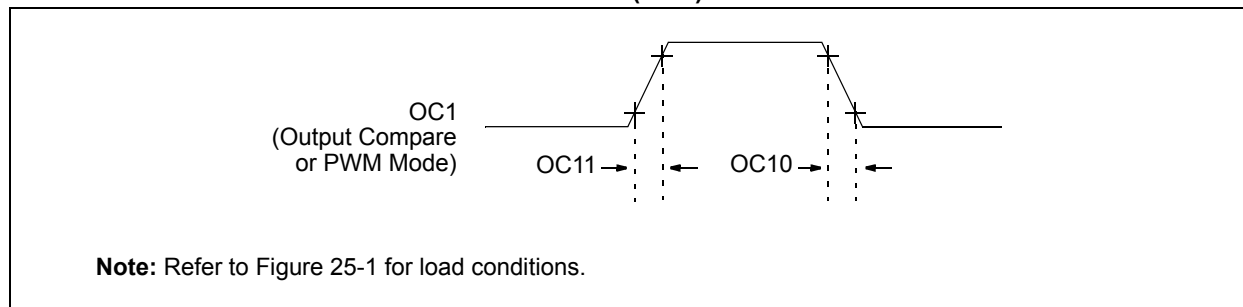 OC1
(Output Compare
or PWM Mode)
OC11
OC10
Note: Refer to Figure 25-1 for load conditions.